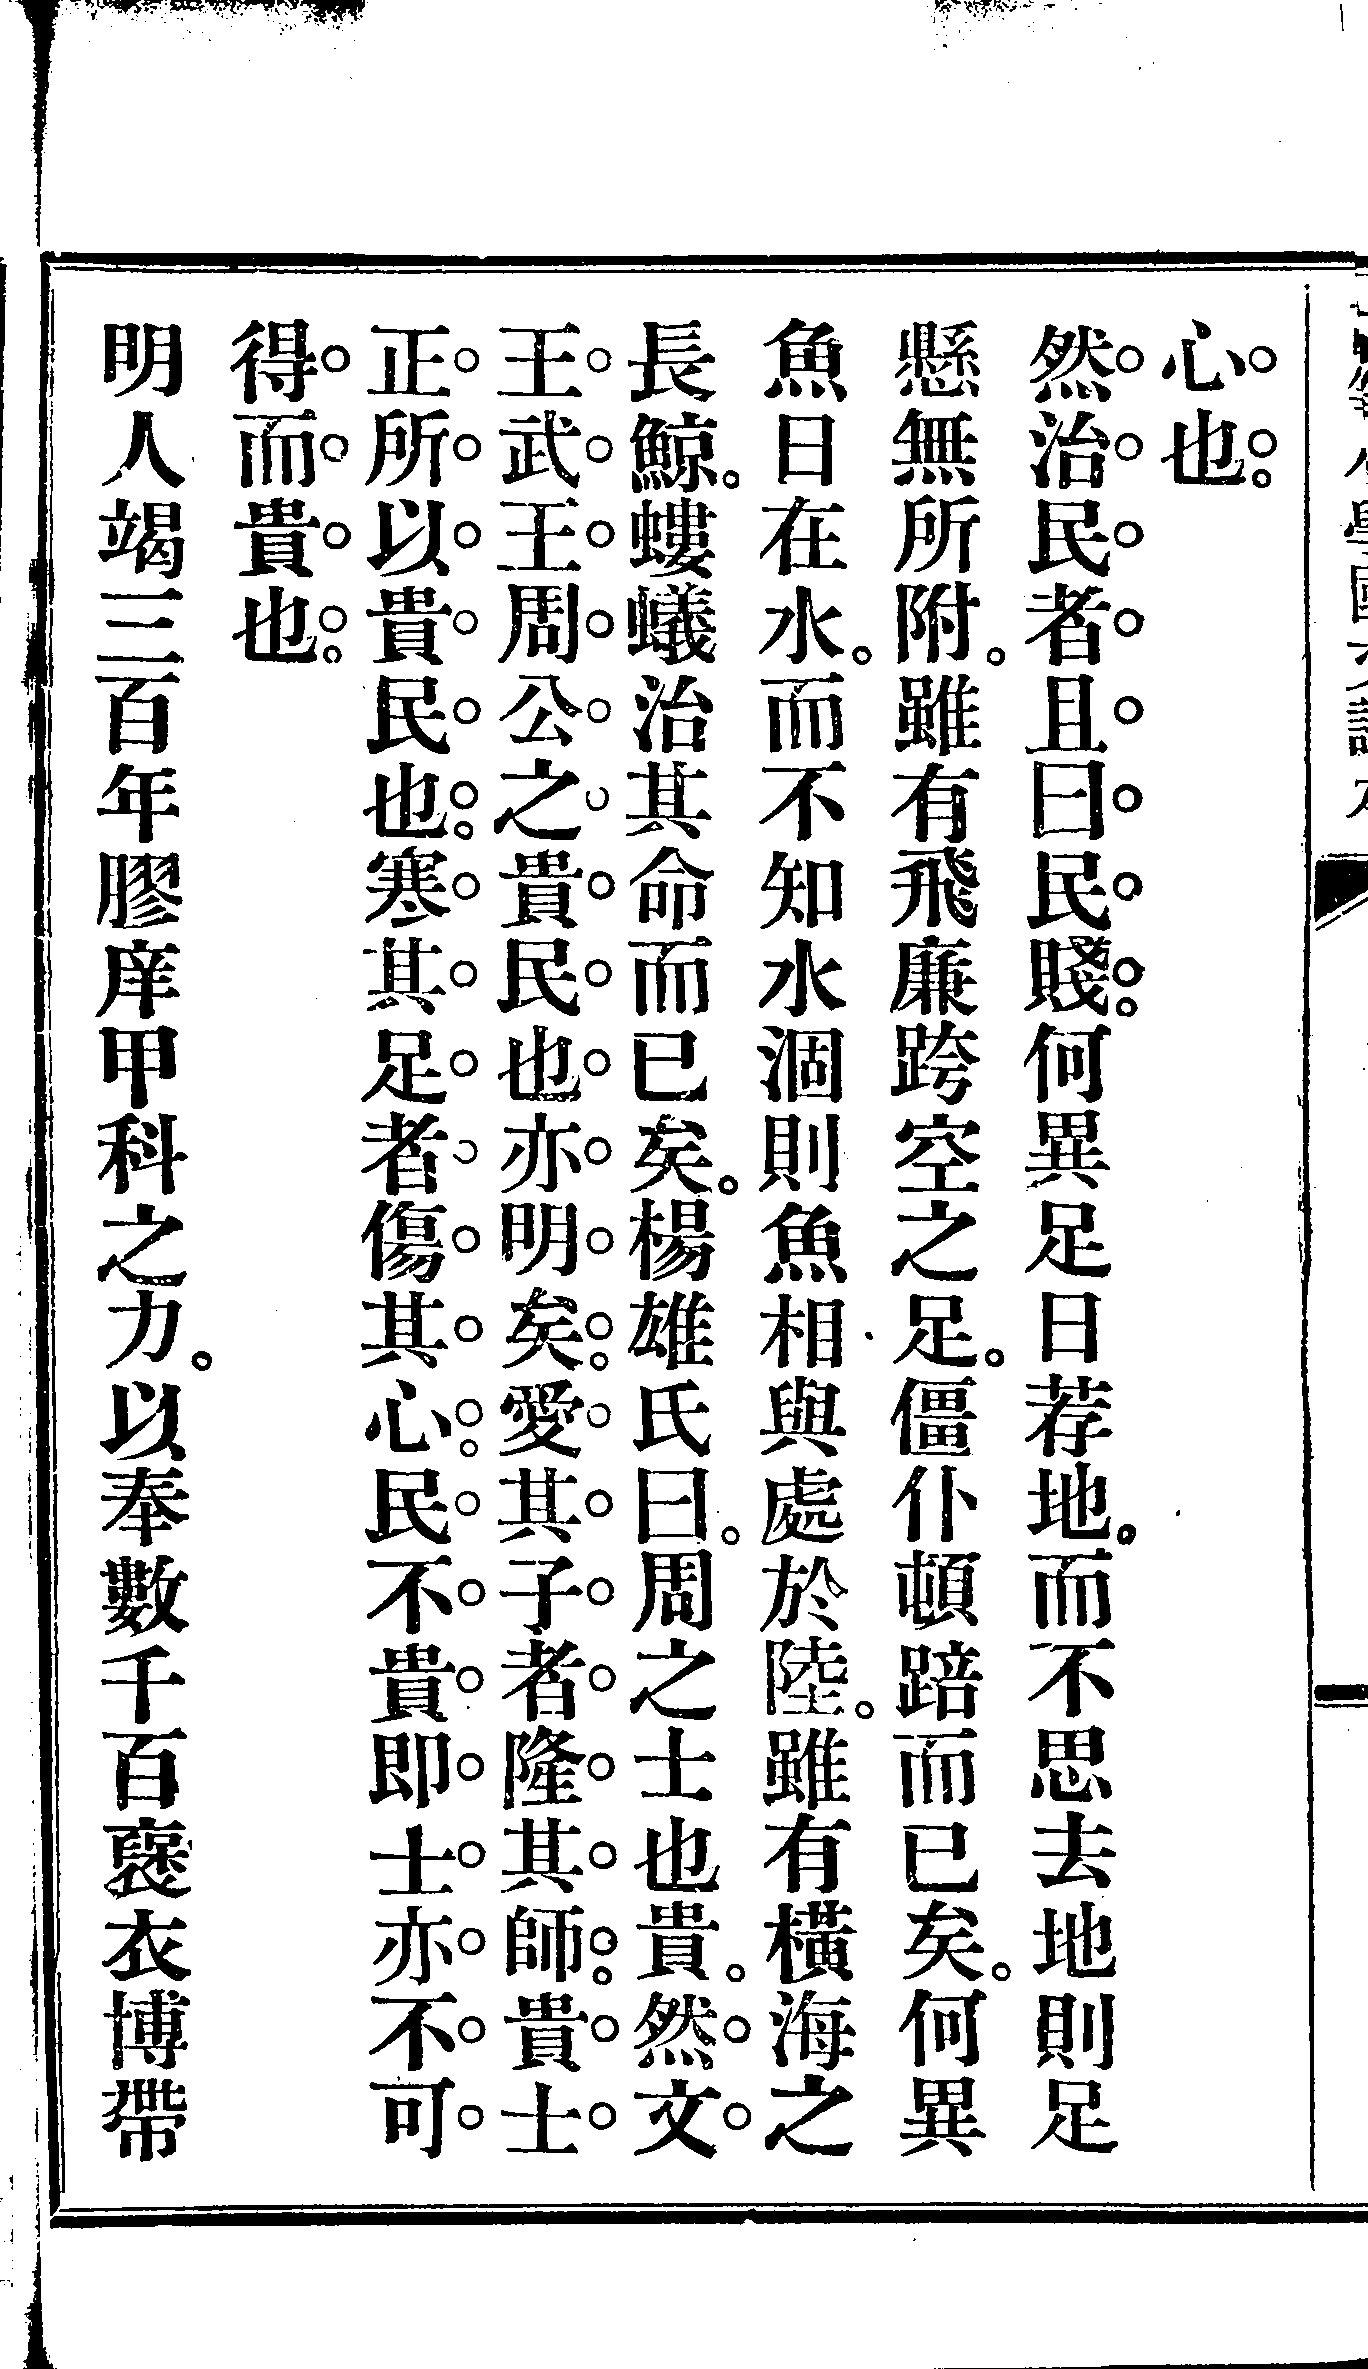 心也。
然治民者且曰民賤。何異足日荐地。而不思去地則足
懸無所附。雖有飛廉跨空之足。僵仆頓踣而已矣。何異
魚日在水。而不知水涸則魚相與處於陸。雖有橫海之
長鯨。螻蟻治其命而已矣。楊雄氏曰。周之士也貴。然文
王武王周公之貴民也亦明矣。愛其子者隆其師。貴士
正所以貴民也。寒其足者傷其心。民不貴即士亦不可
得而貴也。
明人竭三百年膠庠甲科之力。以奉數千百褒衣博帶